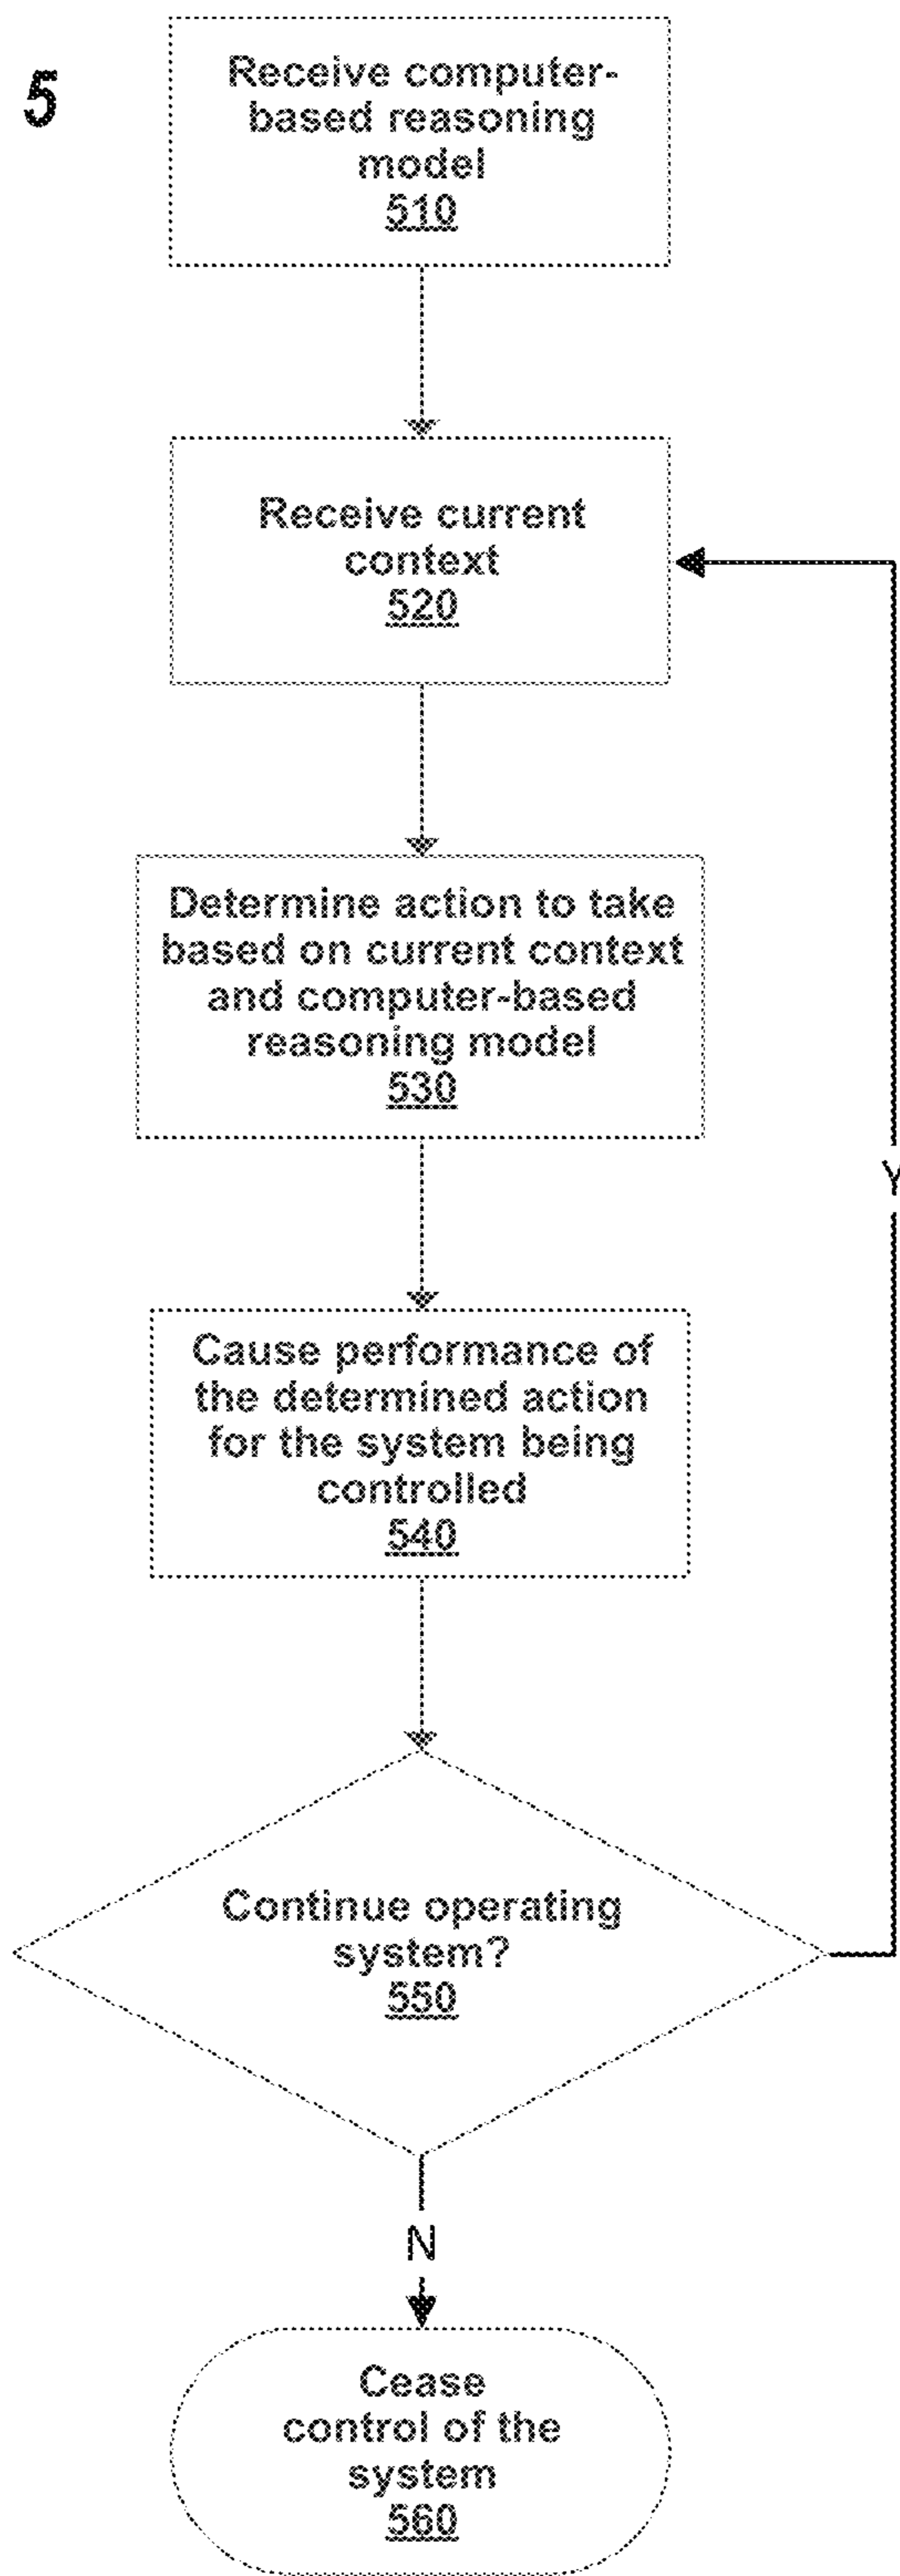 5
Receive computer-
based reasoning
model
510
Receive current
context
520
Determine action to take
based on current context
and computer-based
reasoning model
530
Cause performance of
the determined action
for the system being
controlled
540
Y
Continue operating
system?
550
N
Cease
control of the
system
560